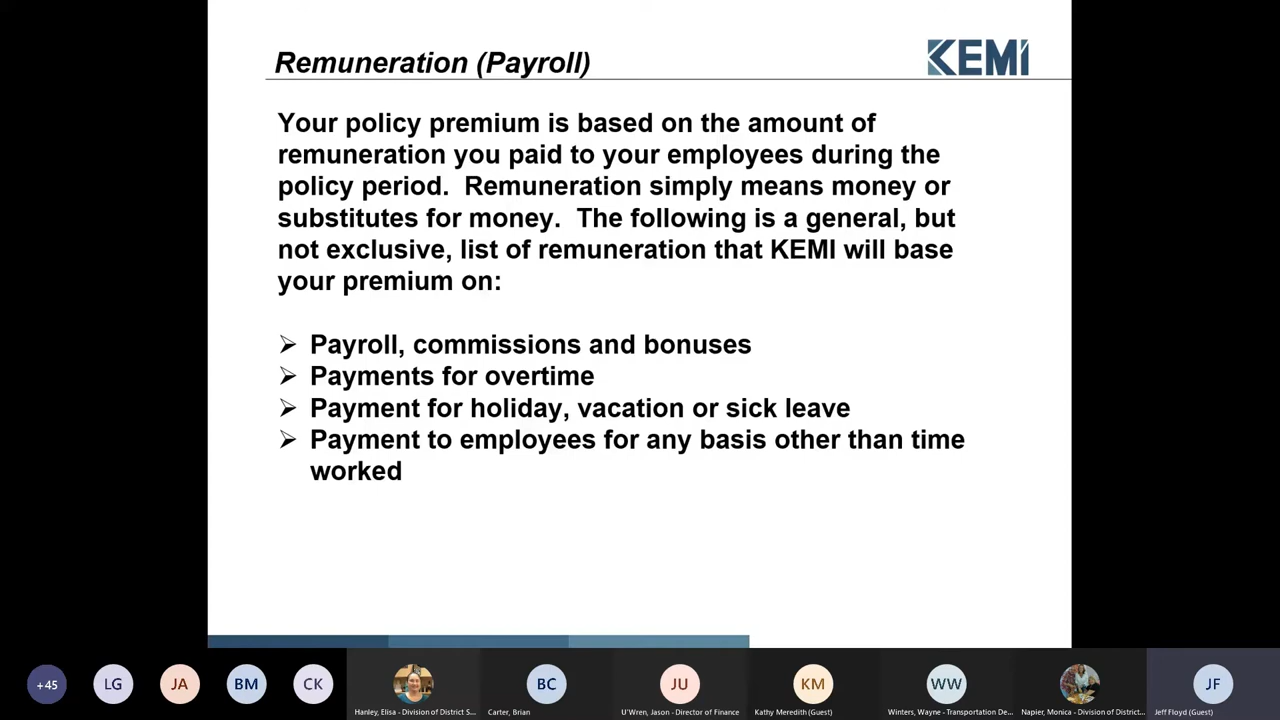 Remuneration (Payroll)
KEMI
Your policy premium is based on the amount of
remuneration you paid to your employees during the
policy period. Remuneration simply means money or
substitutes for money. The following is a general, but
not exclusive, list of remuneration that KEMI will base
your premium on:
➢ Payroll, commissions and bonuses
➢ Payments for overtime
➢ Payment for holiday, vacation or sick leave
➢ Payment to employees for any basis other than time
worked
+45 LG JA BM CK BC JU KM WW JF
Hanley, Elisa - Division of District S... Carter, Brian U'Wren, Jason - Director of Finance Kathy Meredith (Guest) Winters, Wayne - Transportation De... Napier, Monica - Division of District... Jeff Floyd (Guest)